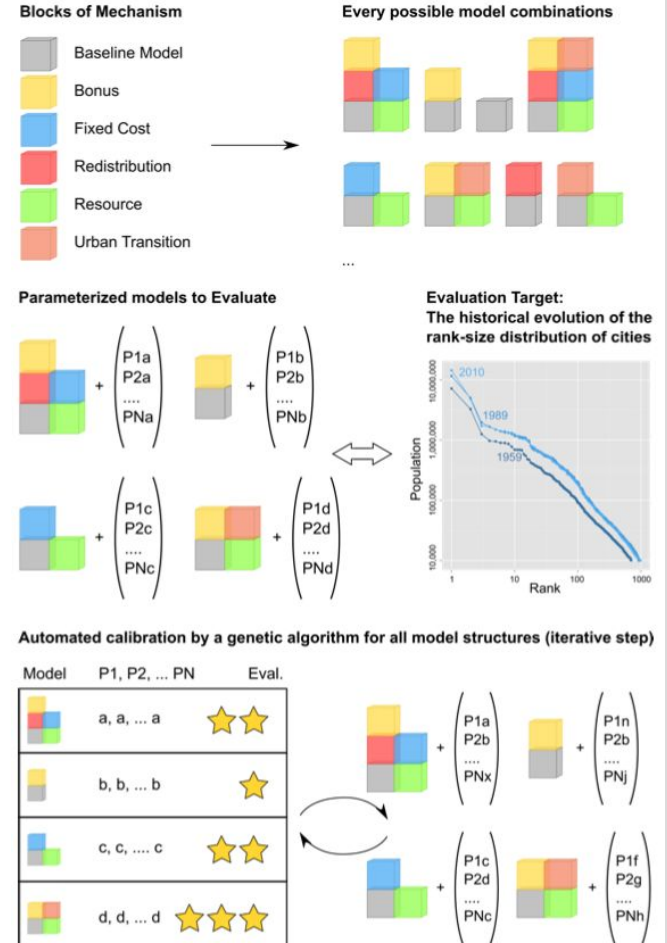 Blocks of Mechanism
Baseline Model
Bonus
Fixed Cost
Redistribution
Resource
Urban Transition
Every possible model combinations
...
Parameterized models to Evaluate
+
P1a
P2a
....
PNa
+
P1b
P2b
....
PNb
+
P1c
P2c
....
PNc
+
P1d
P2d
....
PNd
Evaluation Target:
The historical evolution of the
rank-size distribution of cities
Population
10,000,000
1,000,000
100,000
10,000
2010
1989
1959
1
10
100
1000
Rank
Automated calibration by a genetic algorithm for all model structures (iterative step)
Model P1, P2, ... PN Eval.
a, a, ... a
b, b, ... b
c, c, .... c
d, d, ... d
+
P1a
P2b
....
PNx
+
P1n
P2b
....
PNj
+
P1c
P2d
....
PNc
+
P1f
P2g
....
PNh